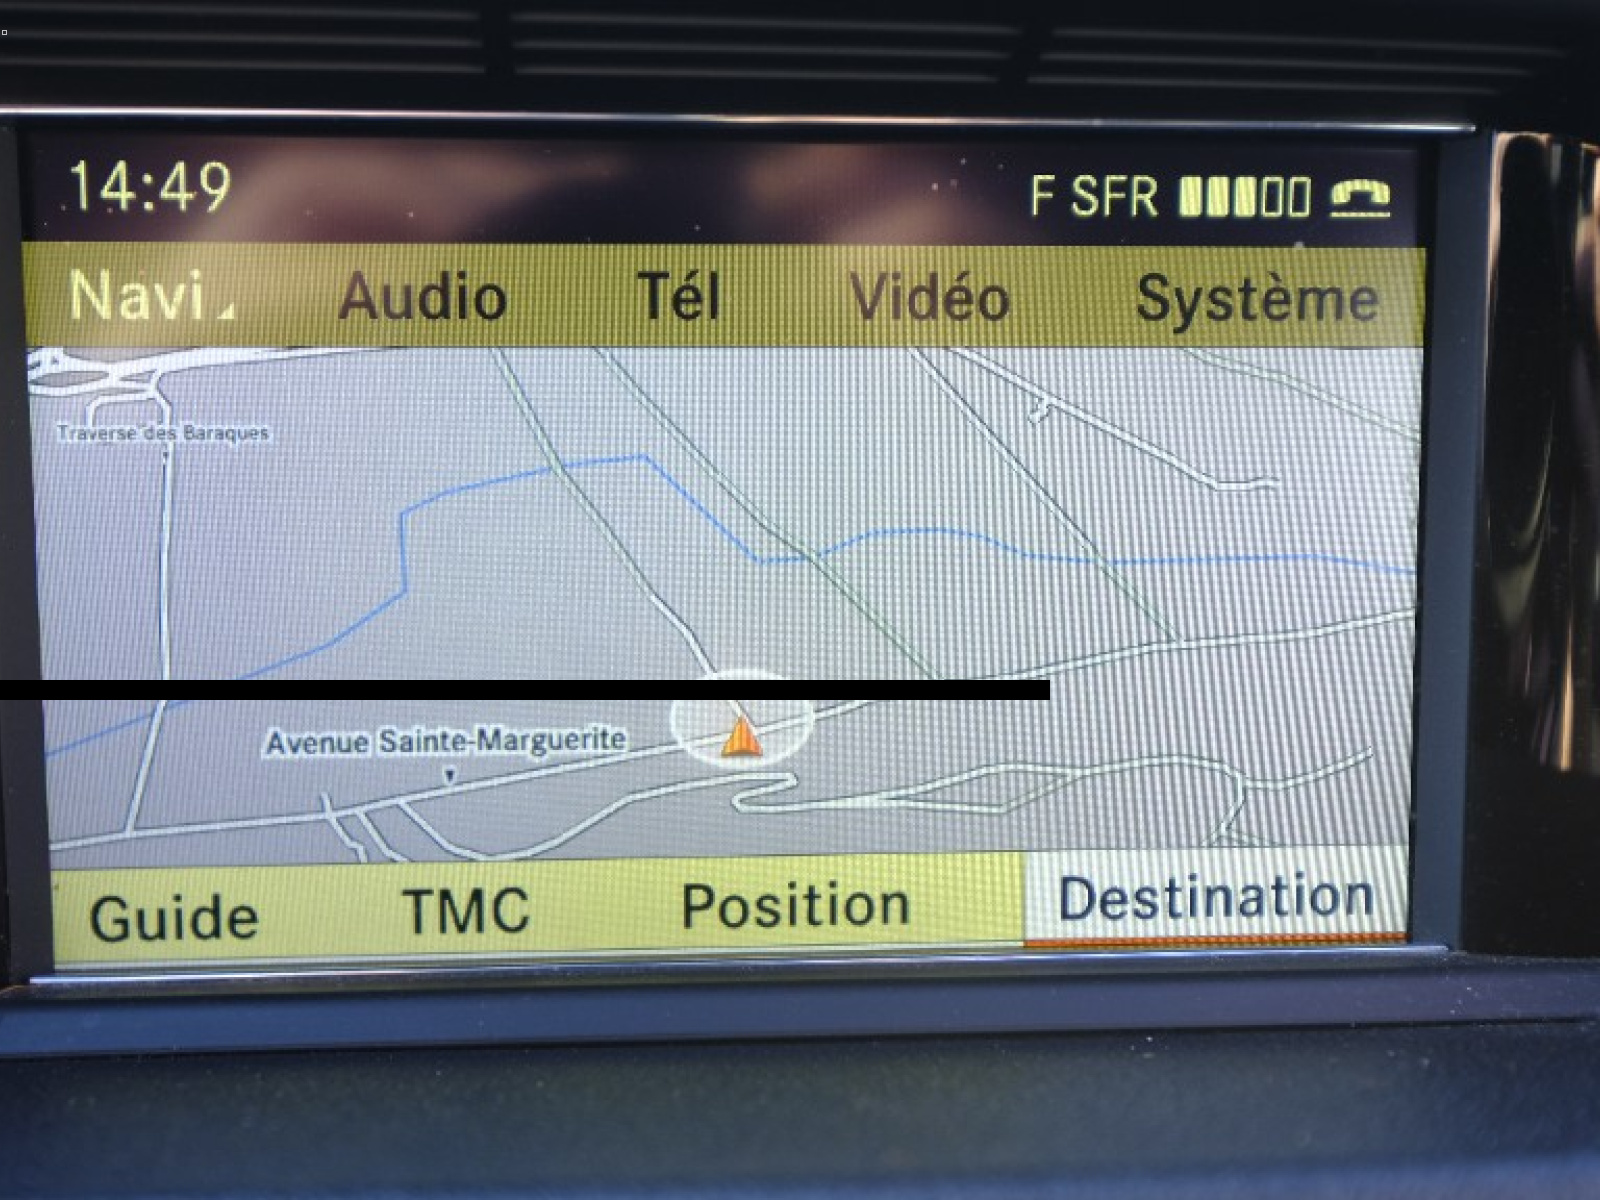 14:49 F SFR
Navi Audio Tél Vidéo Système
Traverse des Baraques
Avenue Sainte-Marguerite
Guide TMC Position Destination